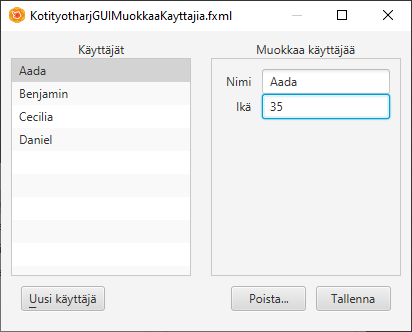 KotityotharjGUIMuokkaaKayttajia.fxml
Käyttäjät
Aada
Benjamin
Cecilia
Daniel
Uusi käyttäjä
Muokkaa käyttäjää
Nimi Aada
Ikä 35
Poista... Tallenna